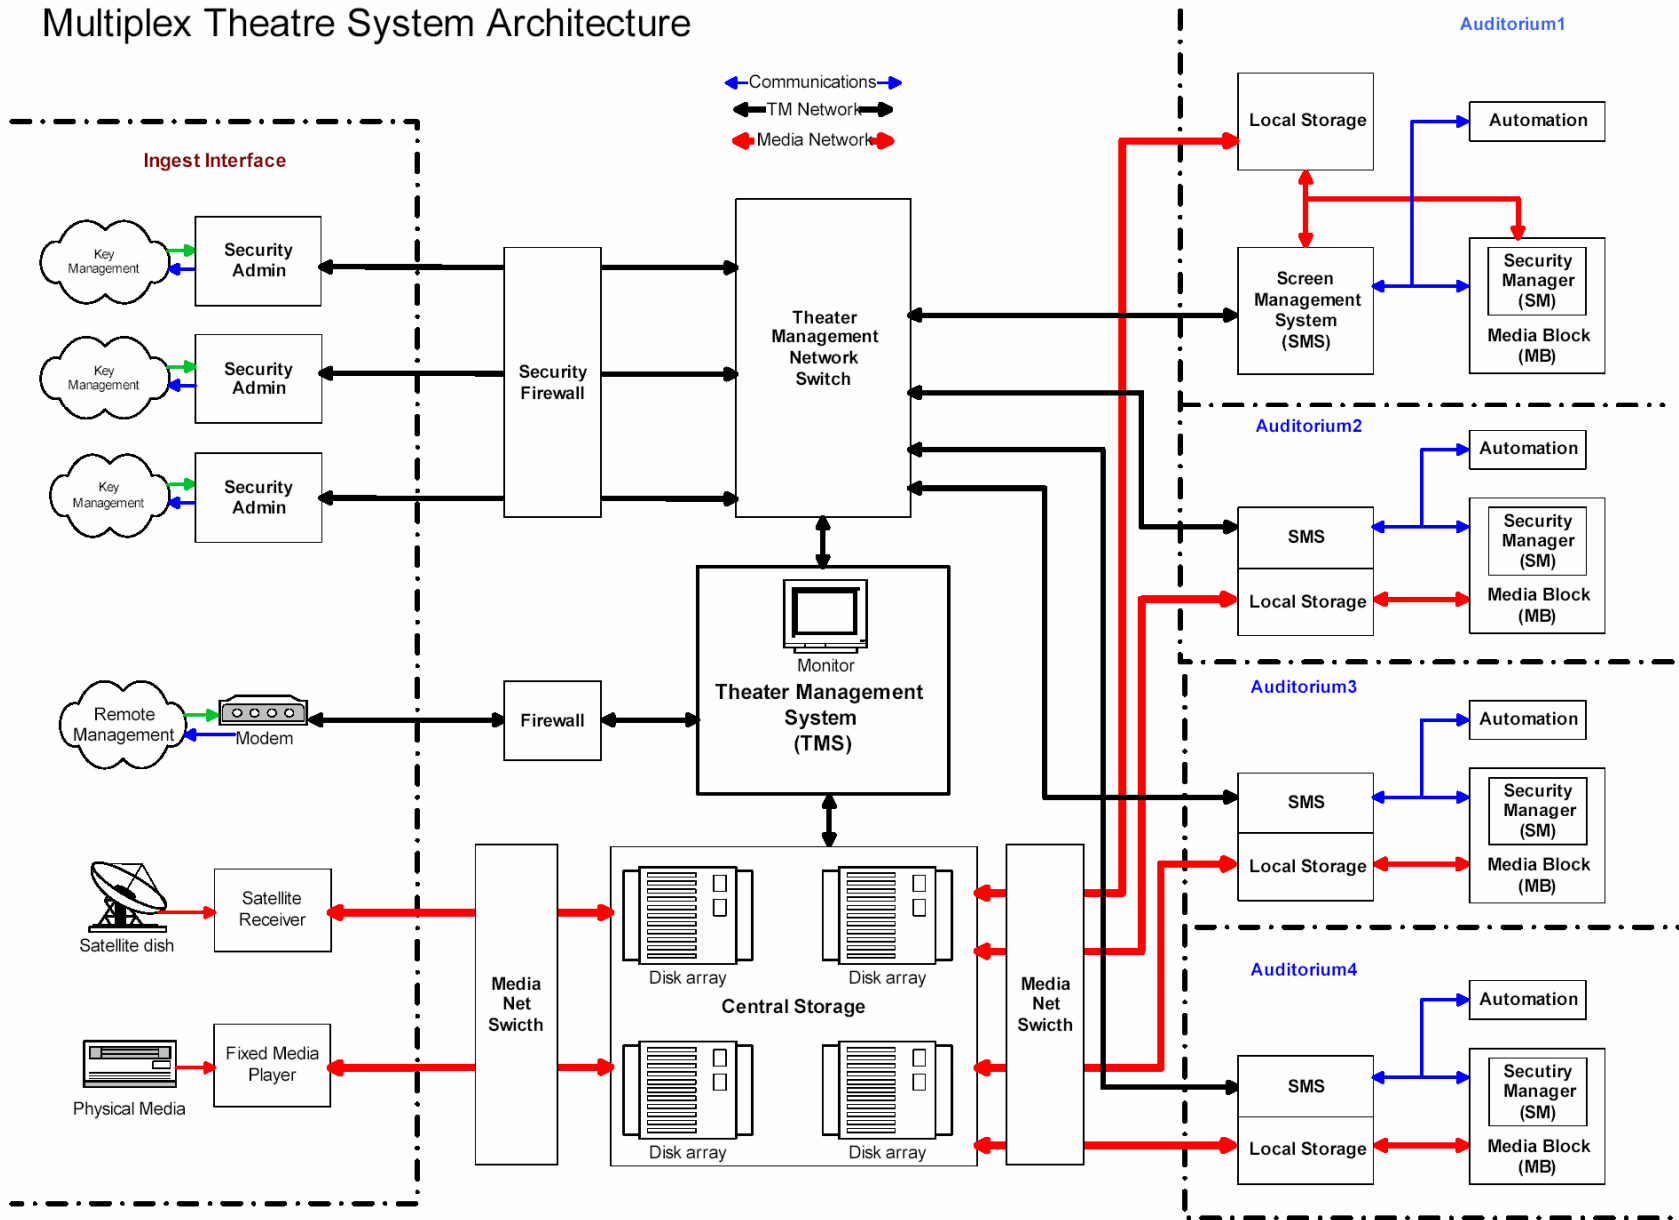 Multiplex Theatre System Architecture
Communications
TM Network
Media Network
Ingest Interface
Key
Management
Security
Admin
Key
Management
Security
Admin
Key
Management
Security
Admin
Security
Firewall
Theater
Management
Network
Switch
Remote
Management
Modem
Firewall
Monitor
Theater Management
System
(TMS)
Satellite dish
Satellite
Receiver
Physical Media
Fixed Media
Player
Media
Net
Swicth
Disk array
Disk array
Central Storage
Disk array
Disk array
Media
Net
Swicth
Auditorium1
Local Storage
Automation
Screen
Management
System
(SMS)
Security
Manager
(SM)
Media Block
(MB)
Auditorium2
Automation
SMS
Local Storage
Security
Manager
(SM)
Media Block
(MB)
Auditorium3
Automation
SMS
Local Storage
Security
Manager
(SM)
Media Block
(MB)
Auditorium4
Automation
SMS
Local Storage
Secutiry
Manager
(SM)
Media Block
(MB)